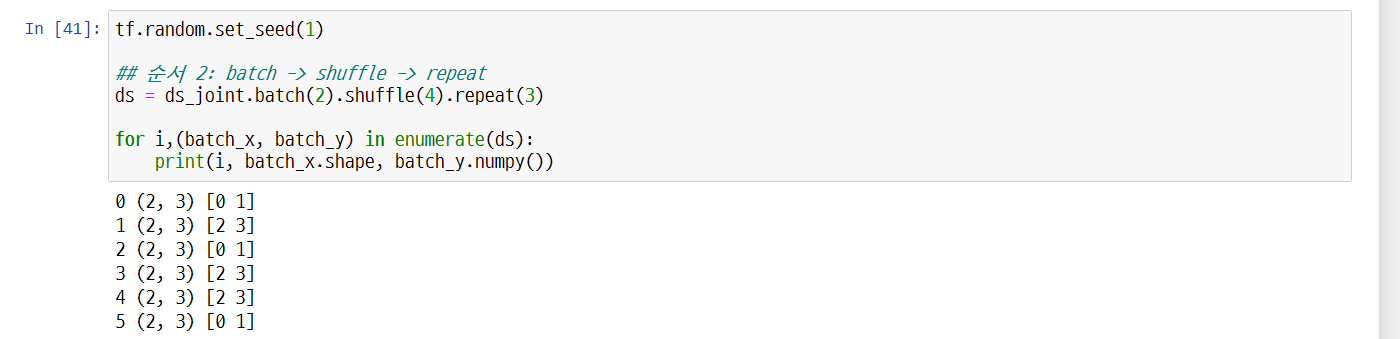 In [41]: tf.random.set_seed(1)
## 순서 2: batch -> shuffle -> repeat
ds = ds_joint.batch(2).shuffle(4).repeat(3)
for i,(batch_x, batch_y) in enumerate(ds):
    print(i, batch_x.shape, batch_y.numpy())
0 (2, 3) [0 1]
1 (2, 3) [2 3]
2 (2, 3) [0 1]
3 (2, 3) [2 3]
4 (2, 3) [2 3]
5 (2, 3) [0 1]